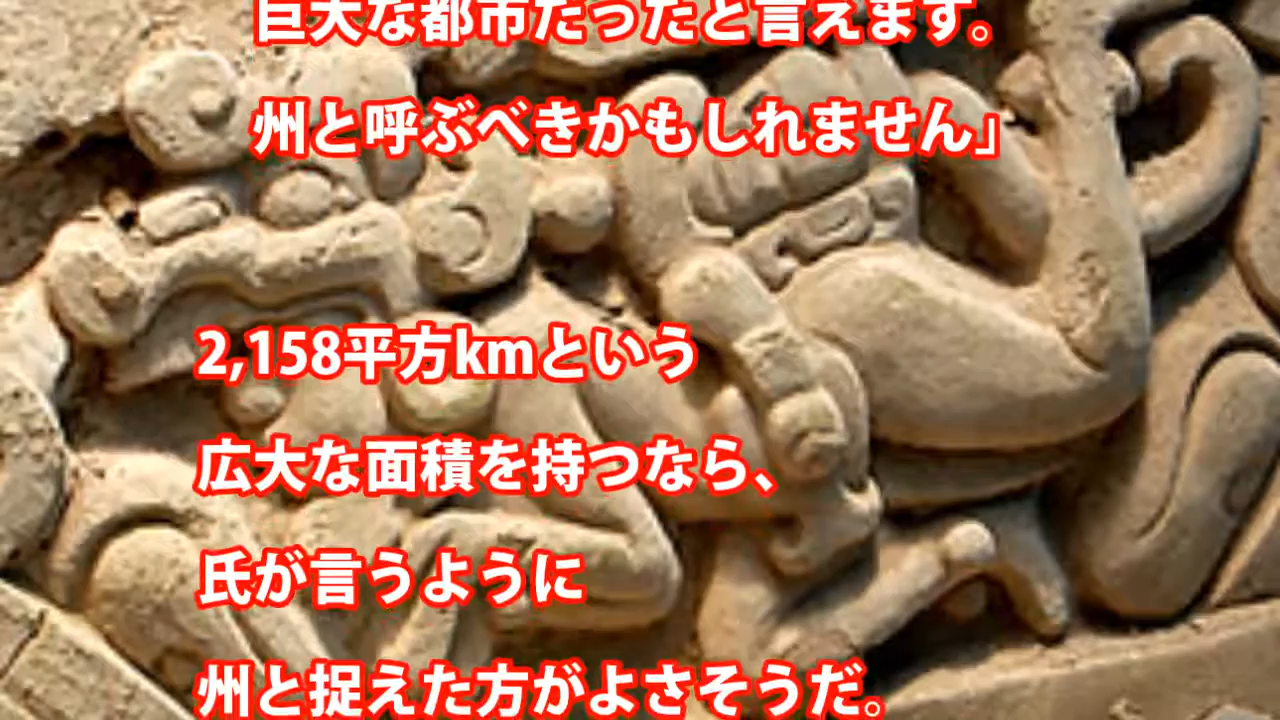 巨大な都市だったと言えます。
州と呼ぶべきかもしれません」
2,158平方kmという
広大な面積を持つなら、
氏が言うように
州と捉えた方がよさそうだ。